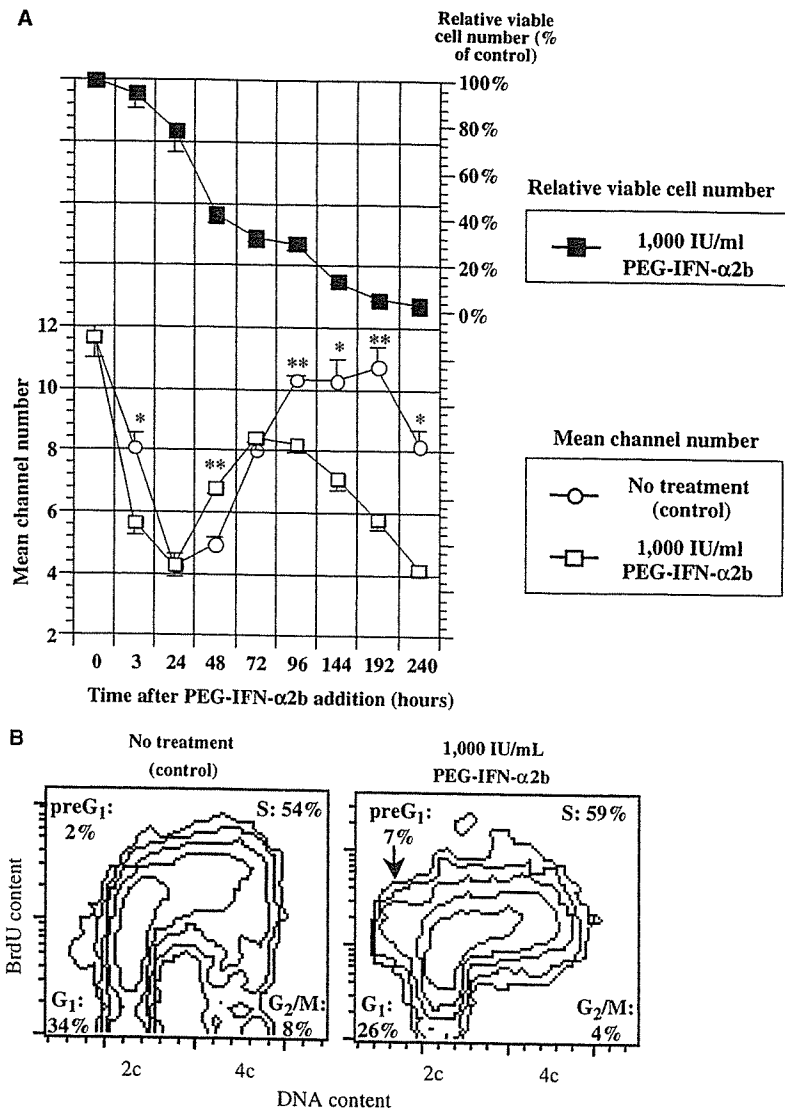 A
Relative viable
cell number (%
of control)
100%
80%
60%
40%
20%
0%
Relative viable cell number
1,000 IU/ml
PEG-IFN-α2b
12
10
8
6
4
2
Mean channel number
*
**
**
*
**
*
Mean channel number
No treatment
(control)
1,000 IU/ml
PEG-IFN-α2b
0 3 24 48 72 96 144 192 240
Time after PEG-IFN-α2b addition (hours)
B
No treatment
(control)
1,000 IU/mL
PEG-IFN-α2b
BrdU content
preG1:
2%
S: 54%
G1:
34%
G2/M:
8%
preG1:
7%
S: 59%
G1:
26%
G2/M:
4%
2c 4c
2c 4c
DNA content